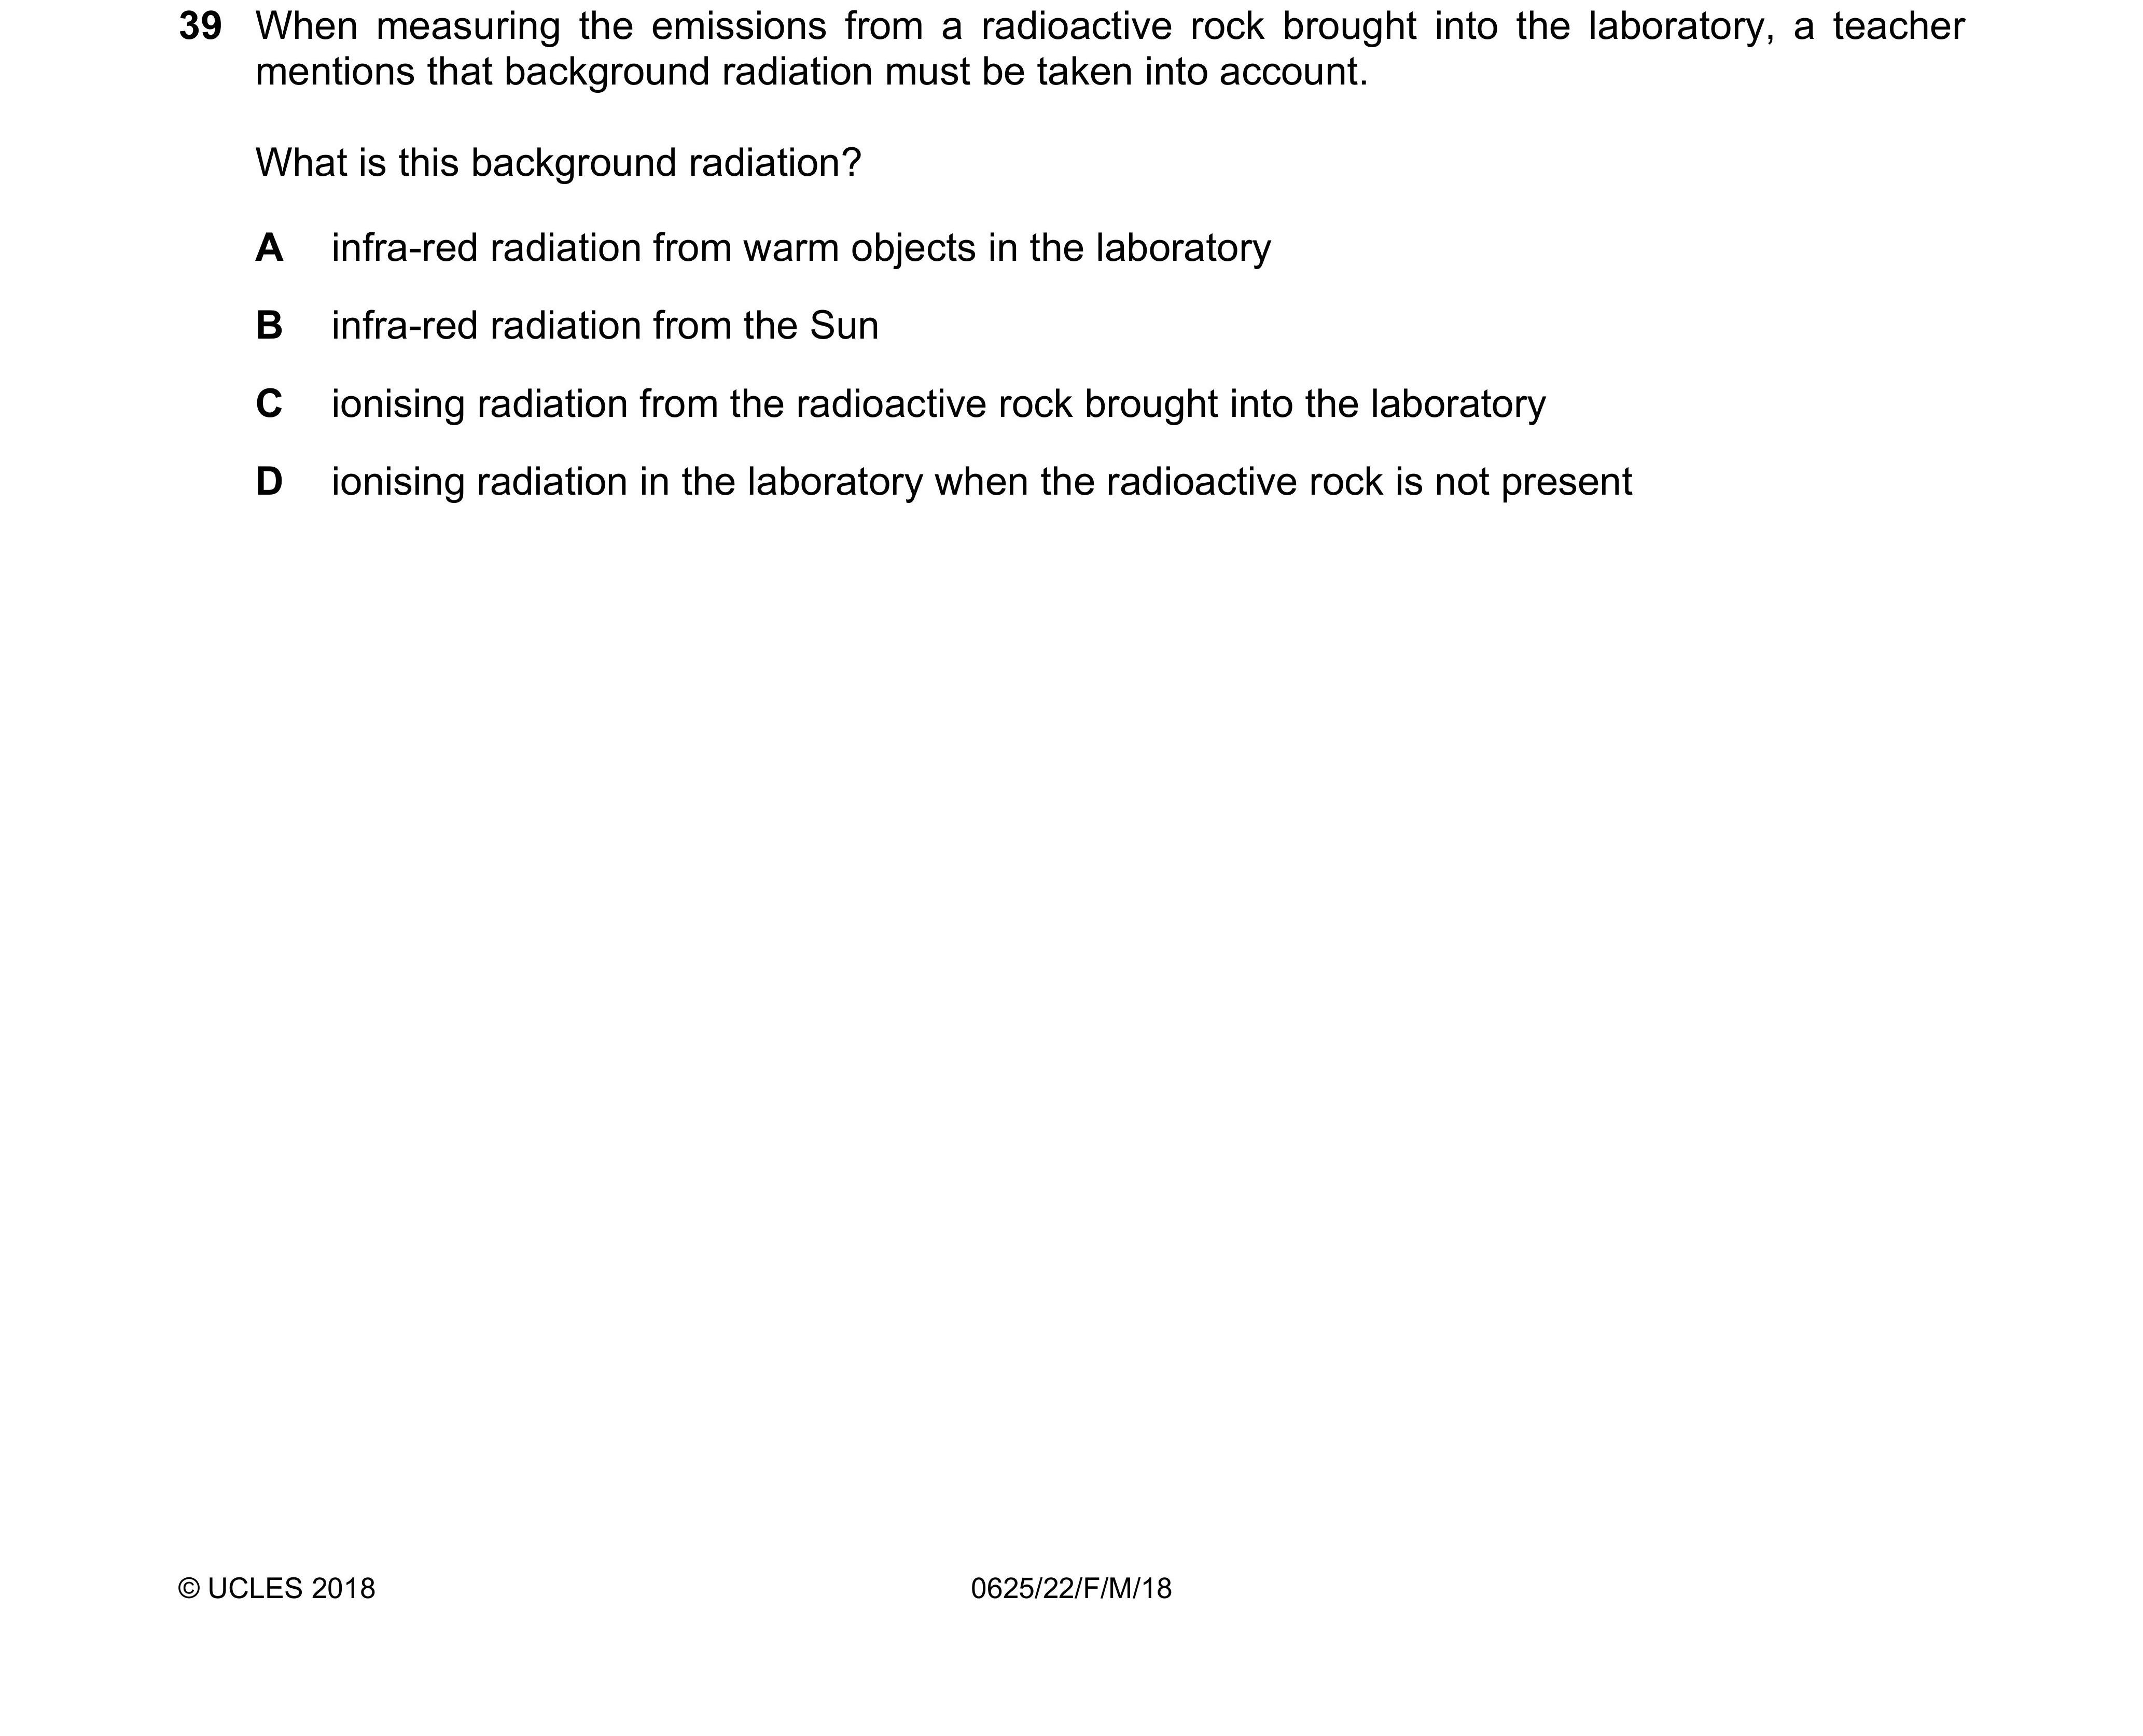 39 When measuring the emissions from a radioactive rock brought into the laboratory, a teacher
mentions that background radiation must be taken into account.
What is this background radiation?
A infra-red radiation from warm objects in the laboratory
B infra-red radiation from the Sun
C ionising radiation from the radioactive rock brought into the laboratory
D ionising radiation in the laboratory when the radioactive rock is not present
© UCLES 2018 0625/22/F/M/18